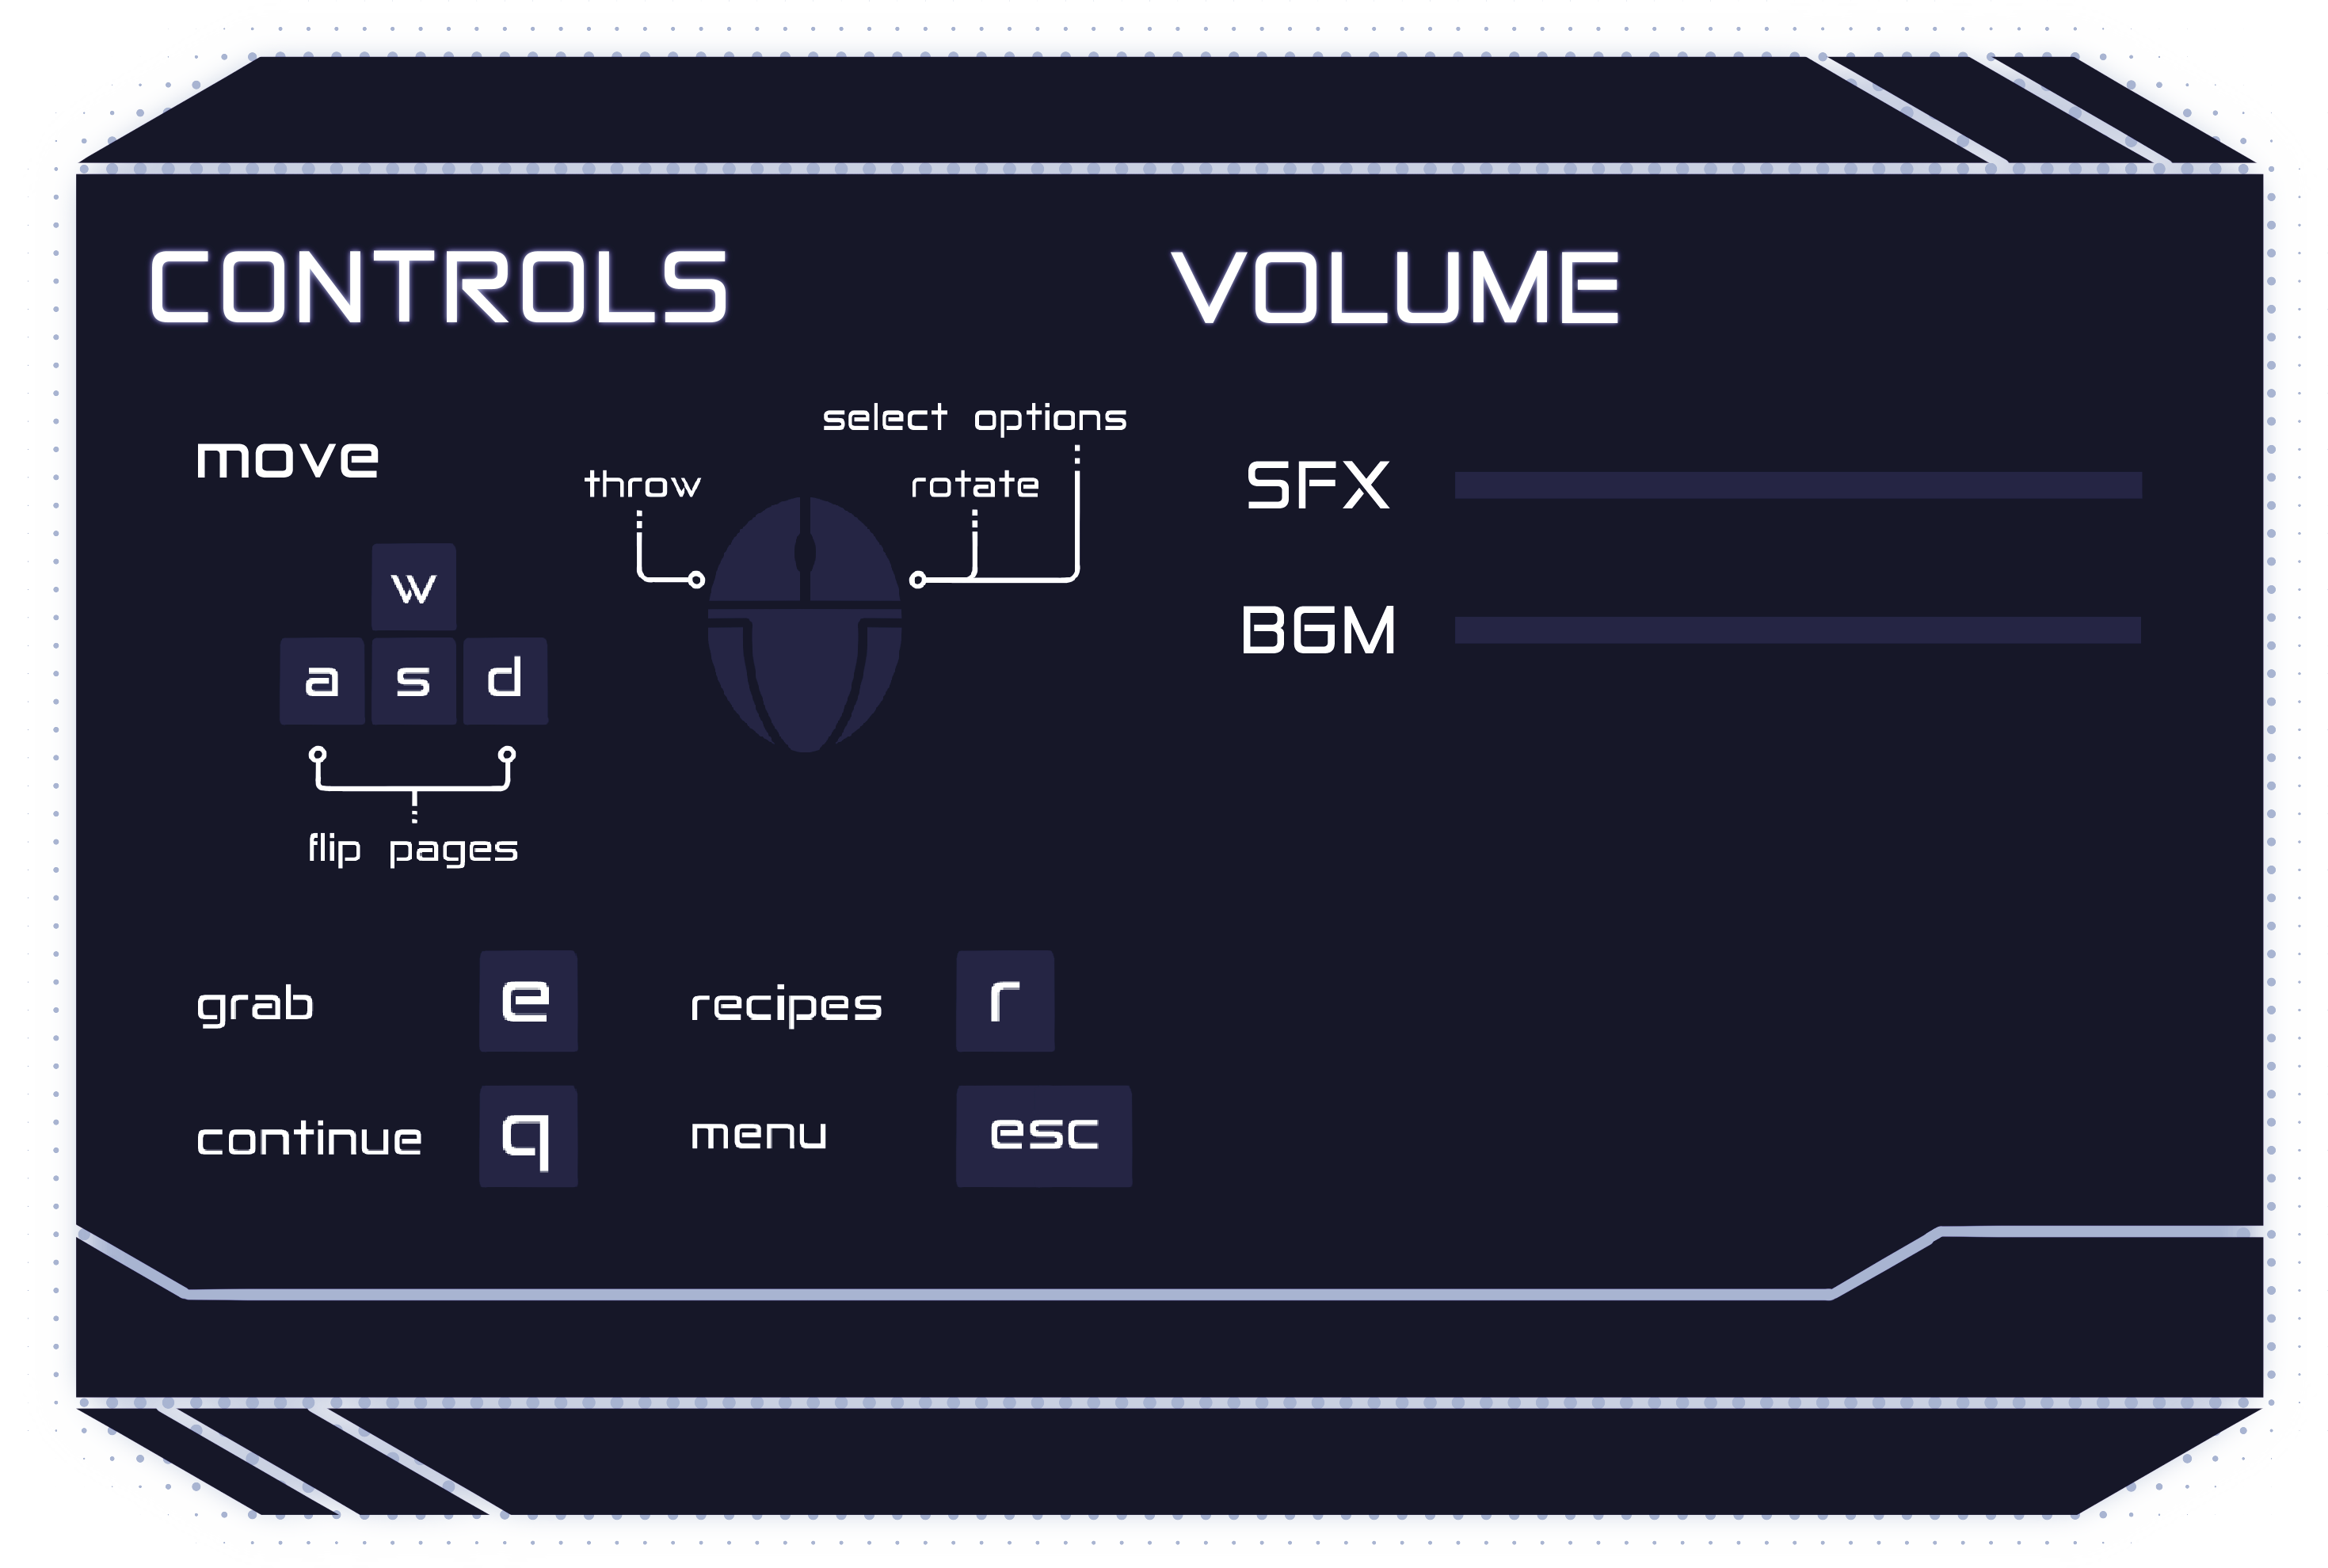 CONTROLS
move
w
a s d
flip pages
throw
select options
rotate
grab e
recipes r
continue q
menu esc
VOLUME
SFX
BGM